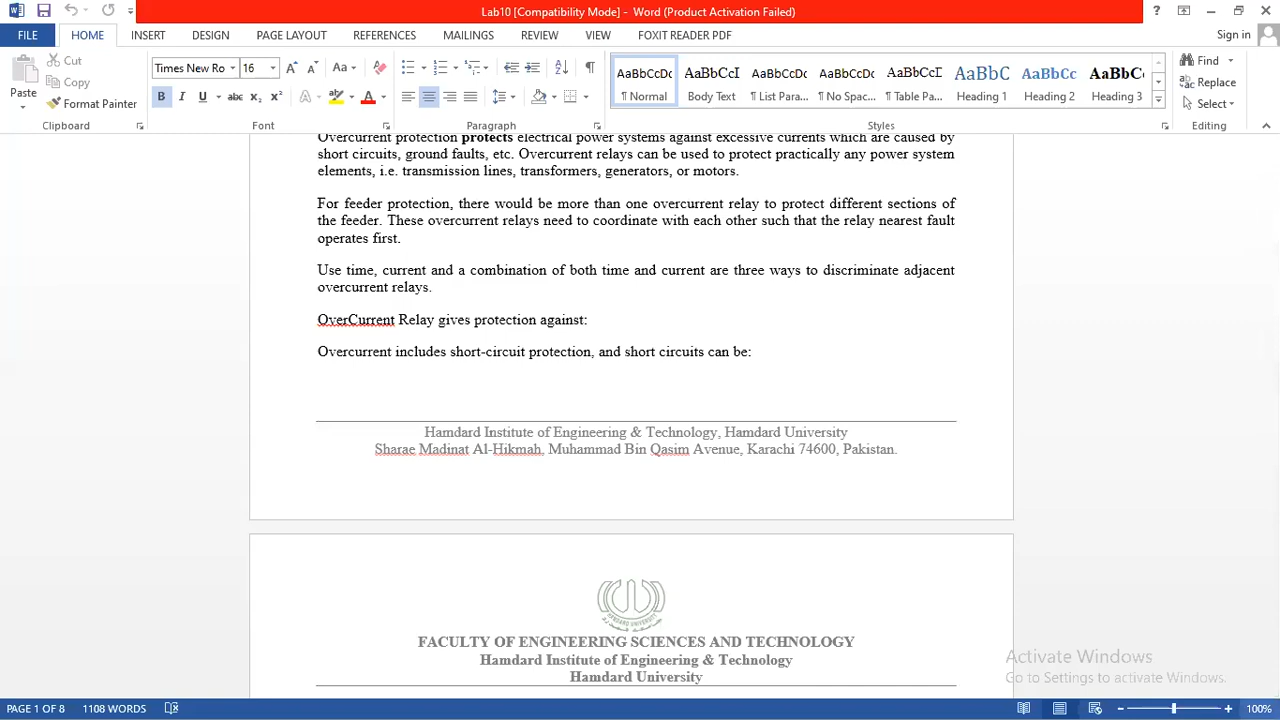 Lab10 [Compatibility Mode] - Word (Product Activation Failed)
FILE HOME INSERT DESIGN PAGE LAYOUT REFERENCES MAILINGS REVIEW VIEW FOXIT READER PDF Sign in
Paste
Cut
Copy
Format Painter
Clipboard
Times New Ro 16
Font
Paragraph
AaBbCcDc AaBbCcI AaBbCcDc AaBbCcDc AaBbCcI AaBbC AaBbCc AaBbCc
¶ Normal Body Text ¶ List Para... ¶ No Spac... ¶ Table Pa... Heading 1 Heading 2 Heading 3
Styles
Find
Replace
Select
Editing
Overcurrent protection protects electrical power systems against excessive currents which are caused by
short circuits, ground faults, etc. Overcurrent relays can be used to protect practically any power system
elements, i.e. transmission lines, transformers, generators, or motors.
For feeder protection, there would be more than one overcurrent relay to protect different sections of
the feeder. These overcurrent relays need to coordinate with each other such that the relay nearest fault
operates first.
Use time, current and a combination of both time and current are three ways to discriminate adjacent
overcurrent relays.
OverCurrent Relay gives protection against:
Overcurrent includes short-circuit protection, and short circuits can be:
Hamdard Institute of Engineering & Technology, Hamdard University
Sharae Madinat Al-Hikmah, Muhammad Bin Qasim Avenue, Karachi 74600, Pakistan.
HAMDARD UNIVERSITY
FACULTY OF ENGINEERING SCIENCES AND TECHNOLOGY
Hamdard Institute of Engineering & Technology
Hamdard University
Activate Windows
Go to Settings to activate Windows.
PAGE 1 OF 8 1108 WORDS 100%